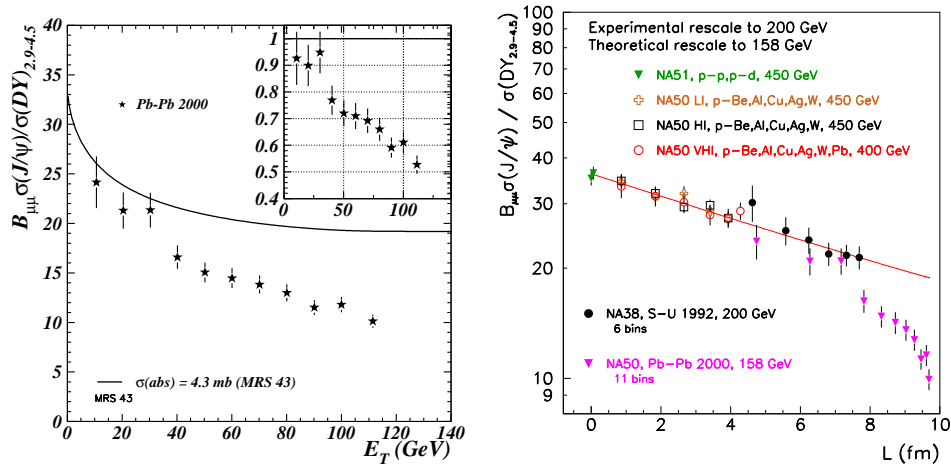 B_μμσ(J/ψ)/σ(DY)_2.9-4.5
40
35
30
25
20
15
10
5
0
0 20 40 60 80 100 120 140
E_T (GeV)
★ Pb-Pb 2000
σ(abs) = 4.3 mb (MRS 43)
MRS 43
1
0.9
0.8
0.7
0.6
0.5
0.4
0 50 100
B_μμσ(J/ψ) / σ(DY_2.9-4.5)
100
90
80
70
60
50
40
30
20
10
9
8
0 2 4 6 8 10
L (fm)
Experimental rescale to 200 GeV
Theoretical rescale to 158 GeV
NA51, p-p,p-d, 450 GeV
NA50 LI, p-Be,Al,Cu,Ag,W, 450 GeV
NA50 HI, p-Be,Al,Cu,Ag,W, 450 GeV
NA50 VHI, p-Be,Al,Cu,Ag,W,Pb, 400 GeV
NA38, S-U 1992, 200 GeV
6 bins
NA50, Pb-Pb 2000, 158 GeV
11 bins